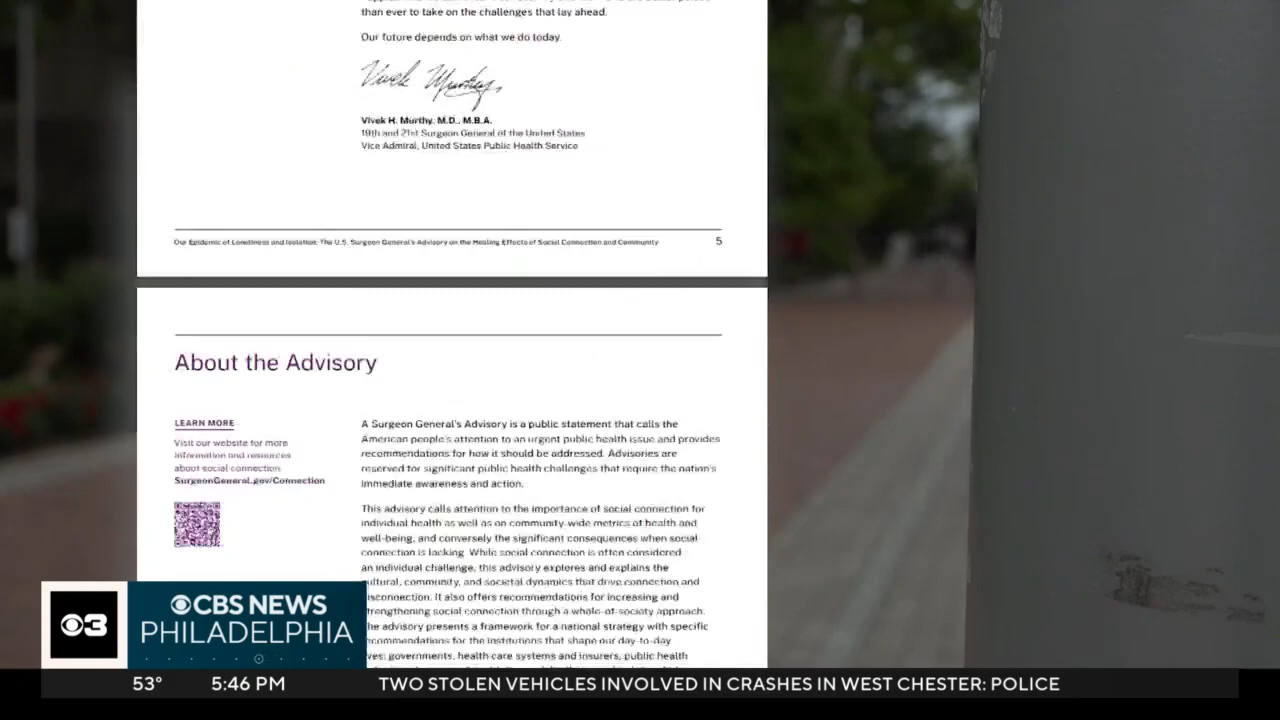 than ever to take on the challenges that lay ahead.
Our future depends on what we do today.
Vivek Murthy
Vivek H. Murthy, M.D., M.B.A.
19th and 21st Surgeon General of the United States
Vice Admiral, United States Public Health Service
Our Epidemic of Loneliness and Isolation: The U.S. Surgeon General's Advisory on the Healing Effects of Social Connection and Community
5
About the Advisory
LEARN MORE
Visit our website for more
information and resources
about social connection
SurgeonGeneral.gov/Connection
A Surgeon General's Advisory is a public statement that calls the
American people's attention to an urgent public health issue and provides
recommendations for how it should be addressed. Advisories are
reserved for significant public health challenges that require the nation's
immediate awareness and action.
This advisory calls attention to the importance of social connection for
individual health as well as on community-wide metrics of health and
well-being, and conversely the significant consequences when social
connection is lacking. While social connection is often considered
an individual challenge, this advisory explores and explains the
cultural, community, and societal dynamics that drive connection and
disconnection. It also offers recommendations for increasing and
strengthening social connection through a whole-of-society approach.
The advisory presents a framework for a national strategy with specific
recommendations for the institutions that shape our day-to-day
lives: governments, health care systems and insurers, public health
3
CBS NEWS
PHILADELPHIA
53° 5:46 PM TWO STOLEN VEHICLES INVOLVED IN CRASHES IN WEST CHESTER: POLICE